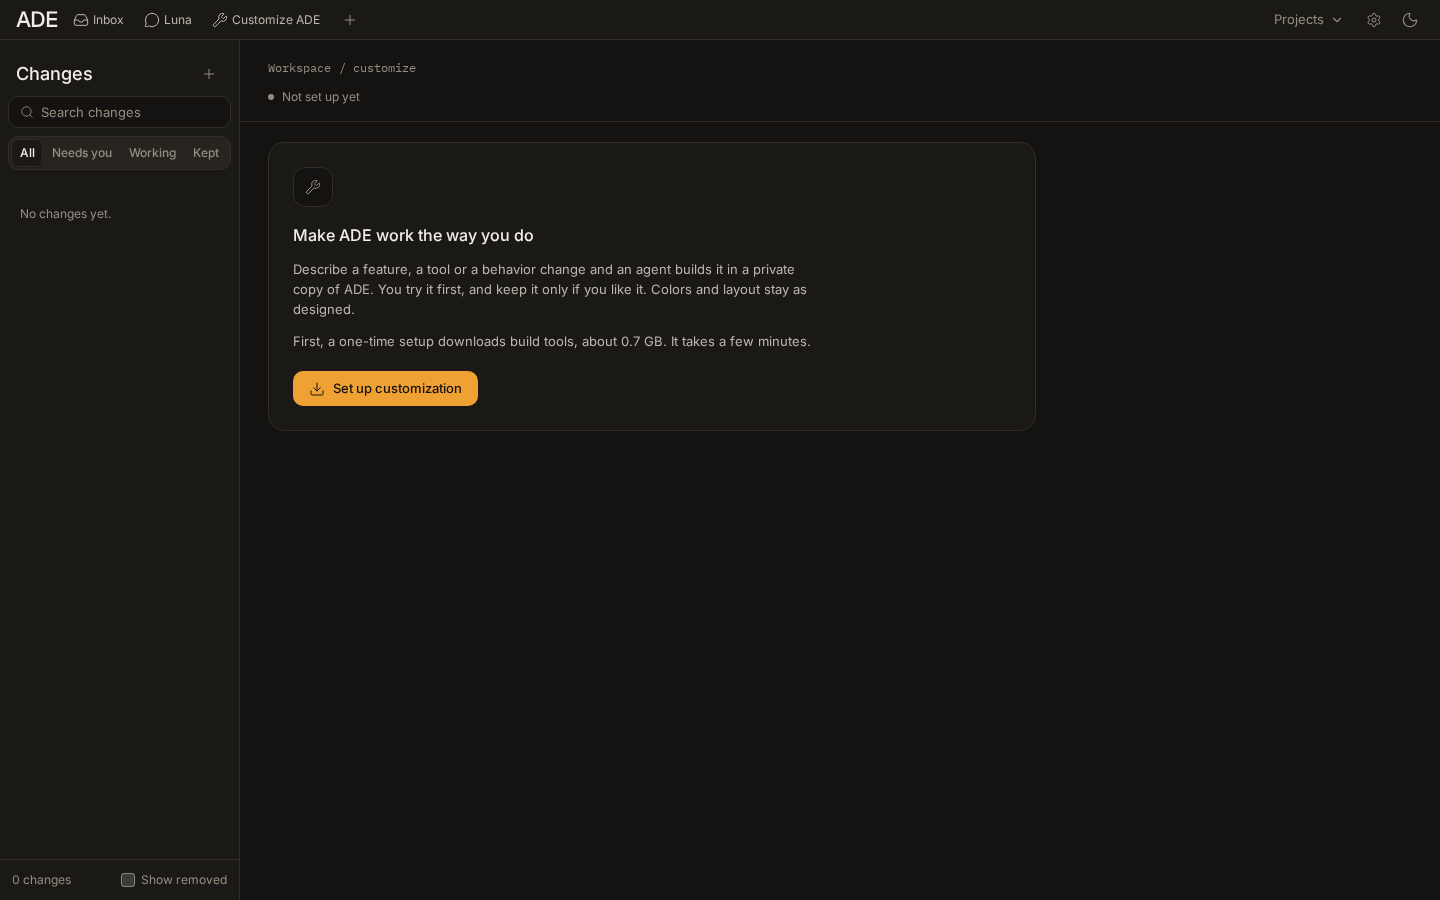 ADE
Inbox
Luna
Customize ADE
Projects
Changes
Search changes
All
Needs you
Working
Kept
No changes yet.
0 changes
Show removed
Workspace / customize
Not set up yet
Make ADE work the way you do
Describe a feature, a tool or a behavior change and an agent builds it in a private
copy of ADE. You try it first, and keep it only if you like it. Colors and layout stay as
designed.
First, a one-time setup downloads build tools, about 0.7 GB. It takes a few minutes.
Set up customization